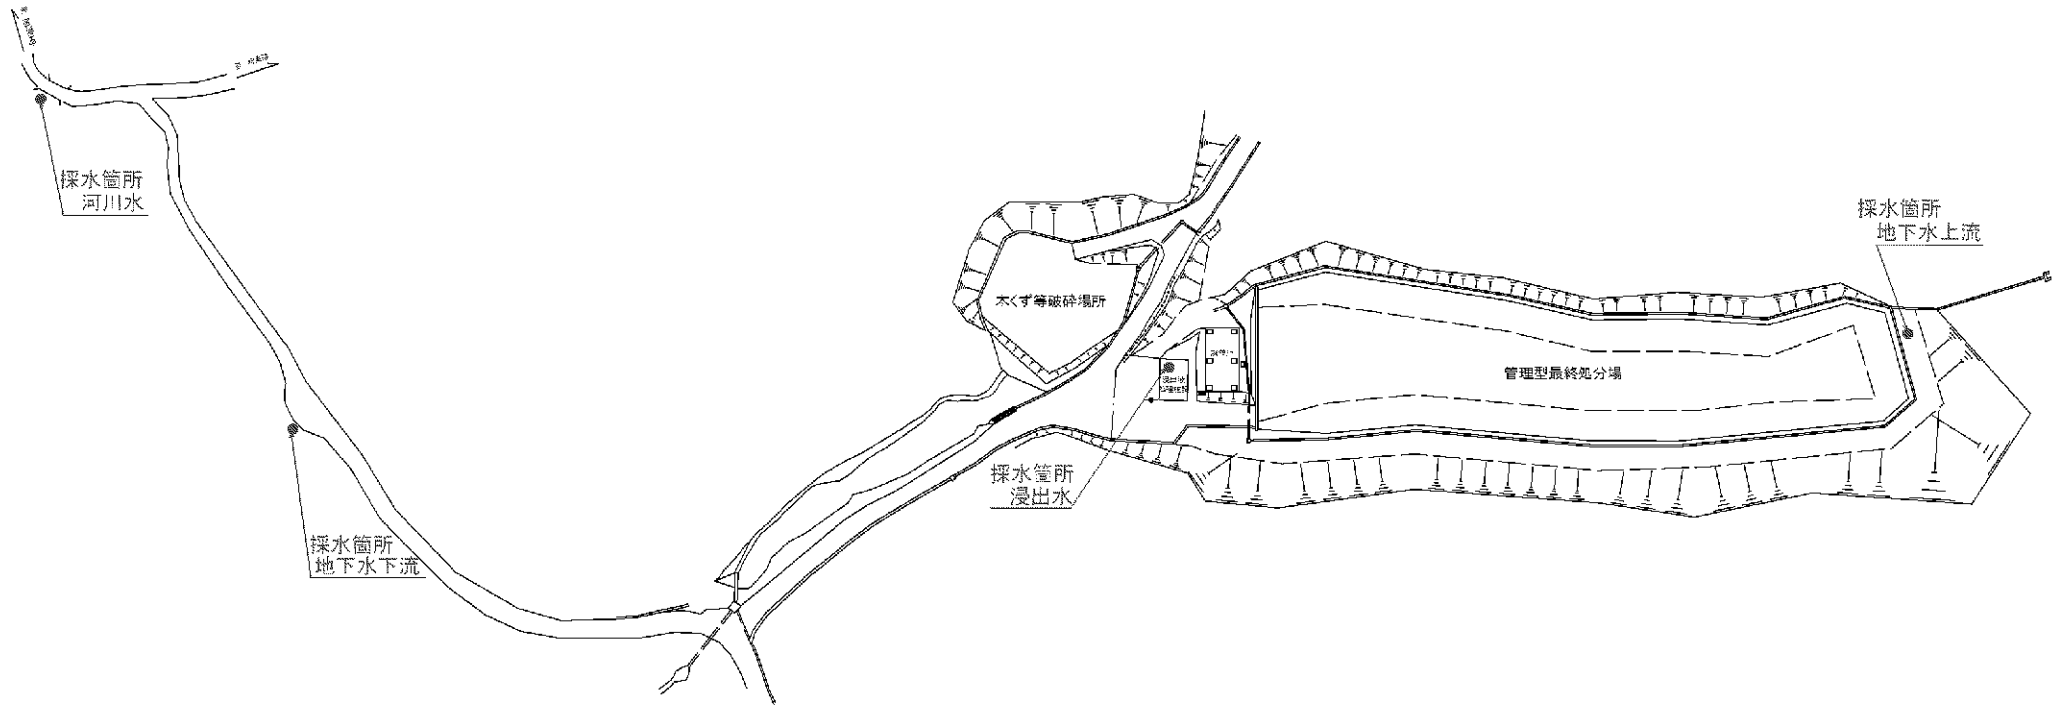 採水箇所
河川水
採水箇所
地下水上流
木くず等破砕場所
管理型最終処分場
採水箇所
浸出水
採水箇所
地下水下流